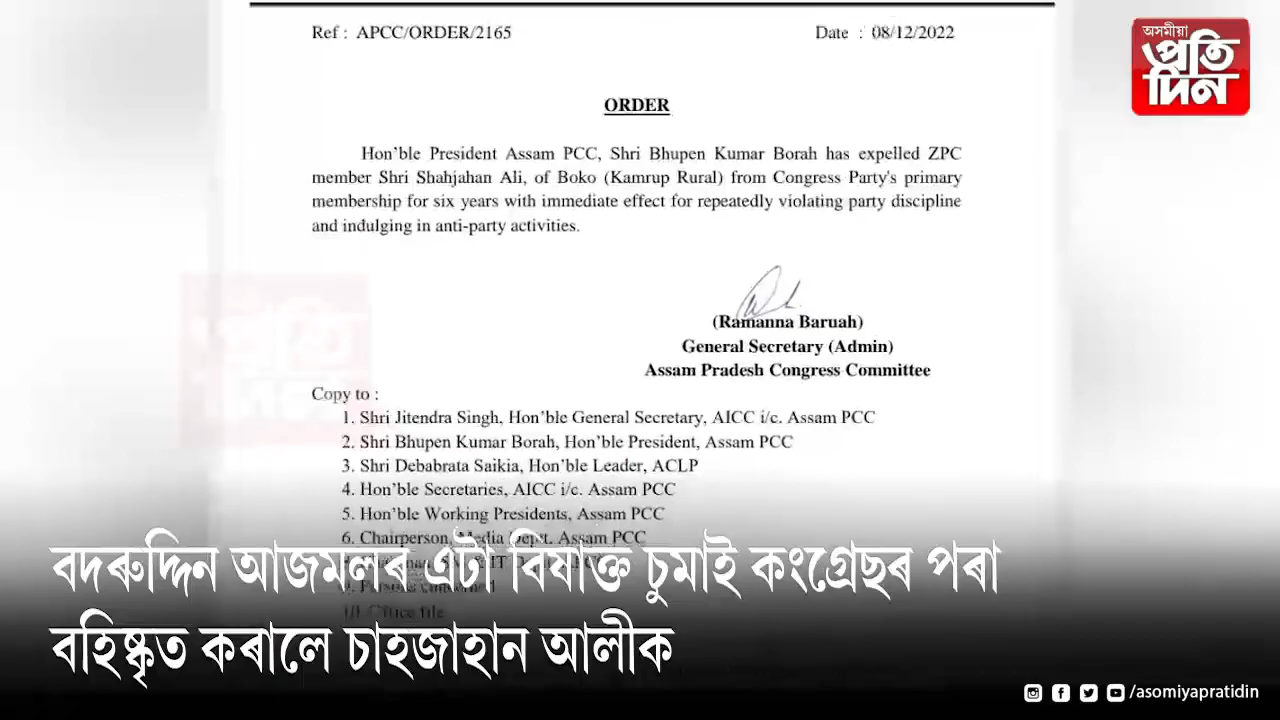 Ref : APCC/ORDER/2165
Date : 08/12/2022
অসমীয়া
প্ৰতি
দিন
ORDER
Hon'ble President Assam PCC, Shri Bhupen Kumar Borah has expelled ZPC
member Shri Shahjahan Ali, of Boko (Kamrup Rural) from Congress Party's primary
membership for six years with immediate effect for repeatedly violating party discipline
and indulging in anti-party activities.
(Ramanna Baruah)
General Secretary (Admin)
Assam Pradesh Congress Committee
Copy to :
1. Shri Jitendra Singh, Hon'ble General Secretary, AICC i/c. Assam PCC
2. Shri Bhupen Kumar Borah, Hon'ble President, Assam PCC
3. Shri Debabrata Saikia, Hon'ble Leader, ACLP
4. Hon'ble Secretaries, AICC i/c. Assam PCC
5. Hon'ble Working Presidents, Assam PCC
6. Chairperson, Media Deptt. Assam PCC
10. Office file
বদৰুদ্দিন আজমলৰ এটা বিষাক্ত চুমাই কংগ্ৰেছৰ পৰা
বহিষ্কৃত কৰালে চাহজাহান আলীক
/asomiyapratidin